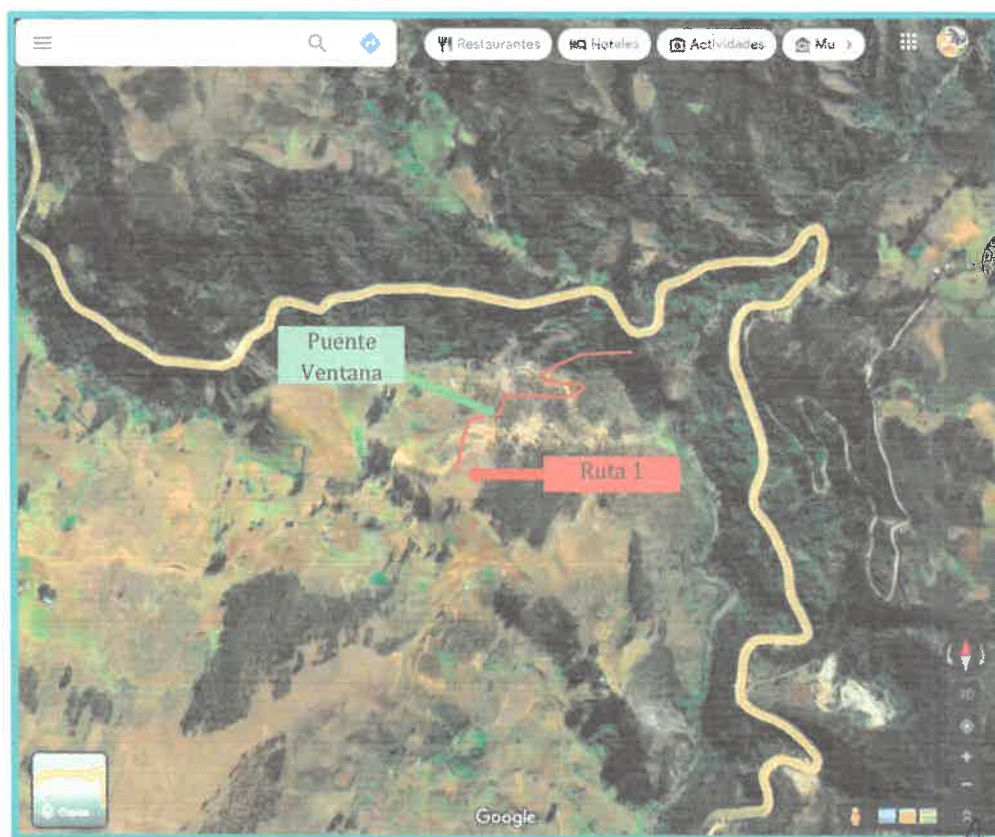 Restaurantes
Hoteles
Actividades
Mu
Puente
Ventana
Ruta 1
Google